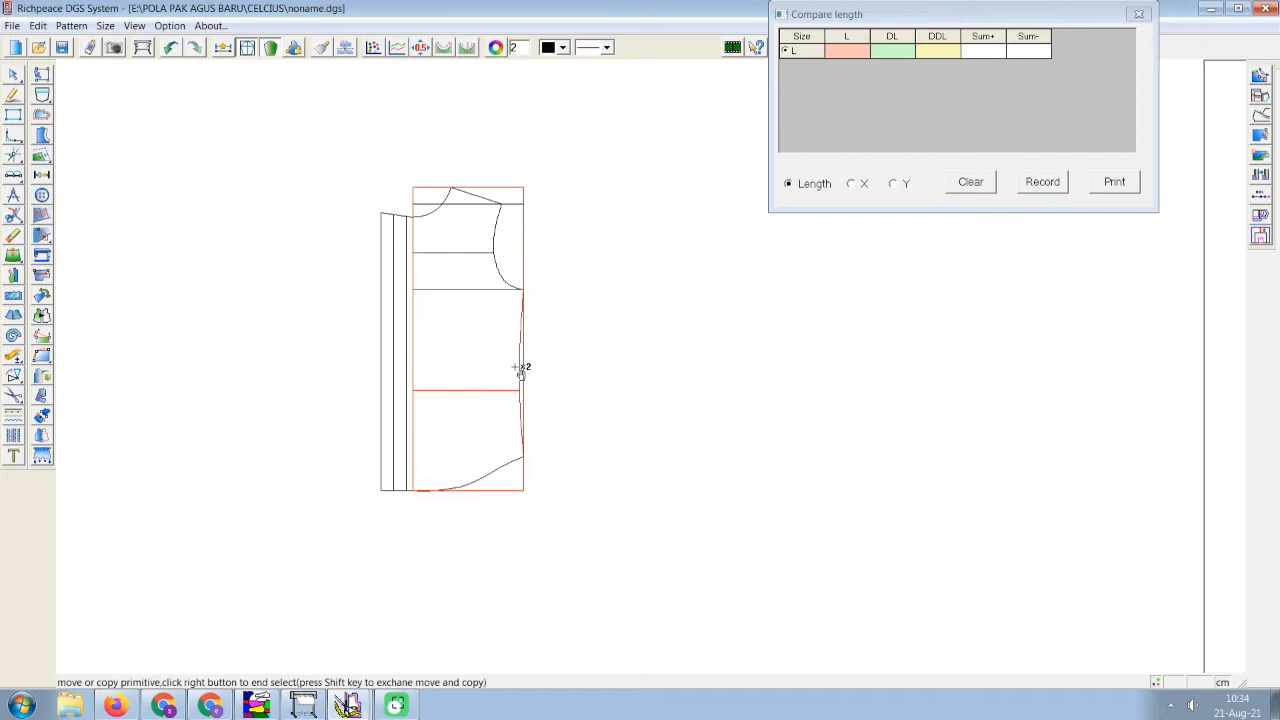 Richpeace DGS System - [E:\POLA PAK AGUS BARU\CELCIUS\noname.dgs]
File Edit Pattern Size View Option About...
2
Compare length
Size L DL DDL Sum+ Sum-
L
Length X Y Clear Record Print
×2
T
move or copy primitive,click right button to end select(press Shift key to exchane move and copy)
cm
10:34
21-Aug-21